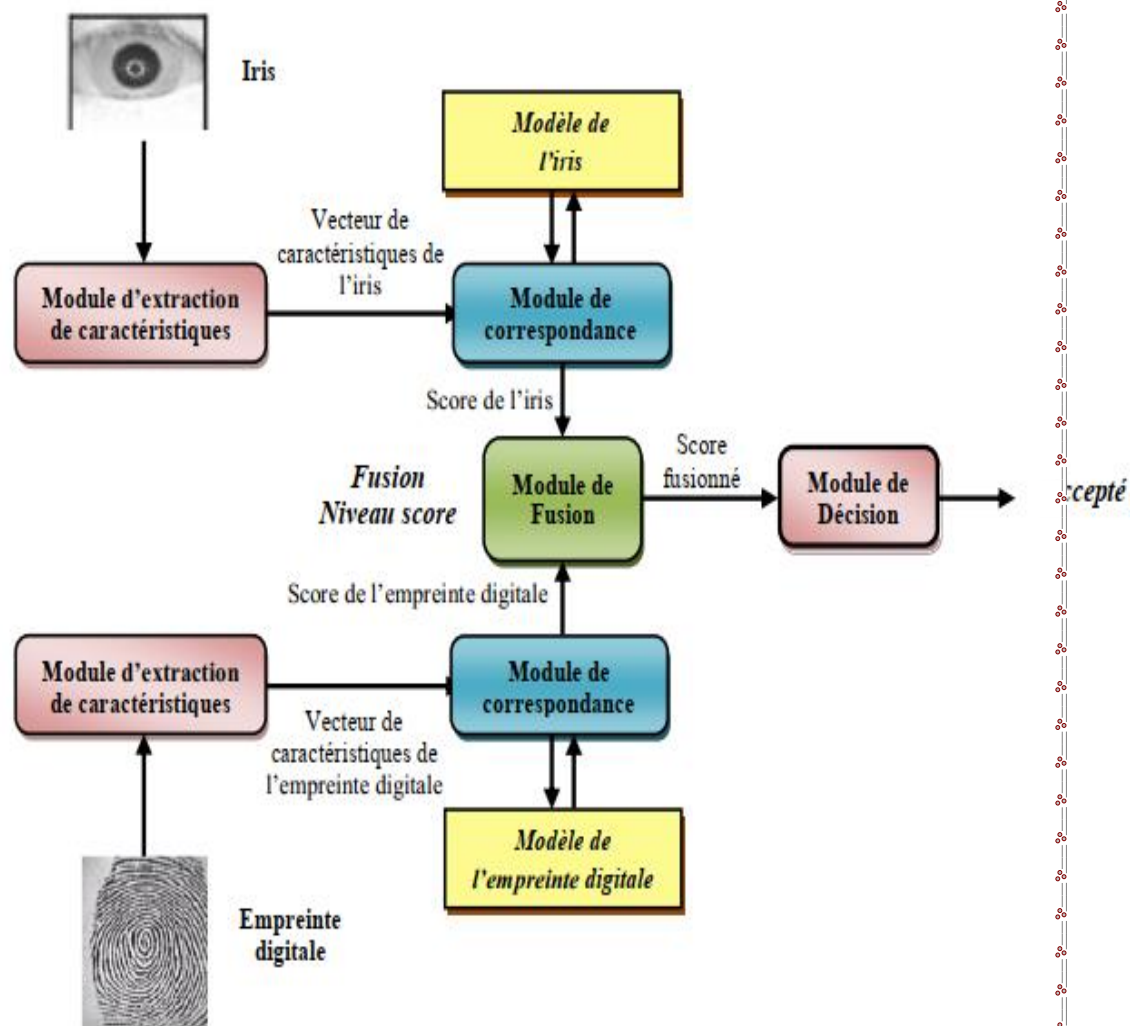 Iris
Modèle de
l'iris
Vecteur de
caractéristiques de
l'iris
Module d'extraction
de caractéristiques
Module de
correspondance
Score de l'iris
Fusion
Niveau score
Module de
Fusion
Score
fusionné
Module de
Décision
ccepté
Score de l'empreinte digitale
Module d'extraction
de caractéristiques
Module de
correspondance
Vecteur de
caractéristiques de
l'empreinte digitale
Modèle de
l'empreinte digitale
Empreinte
digitale